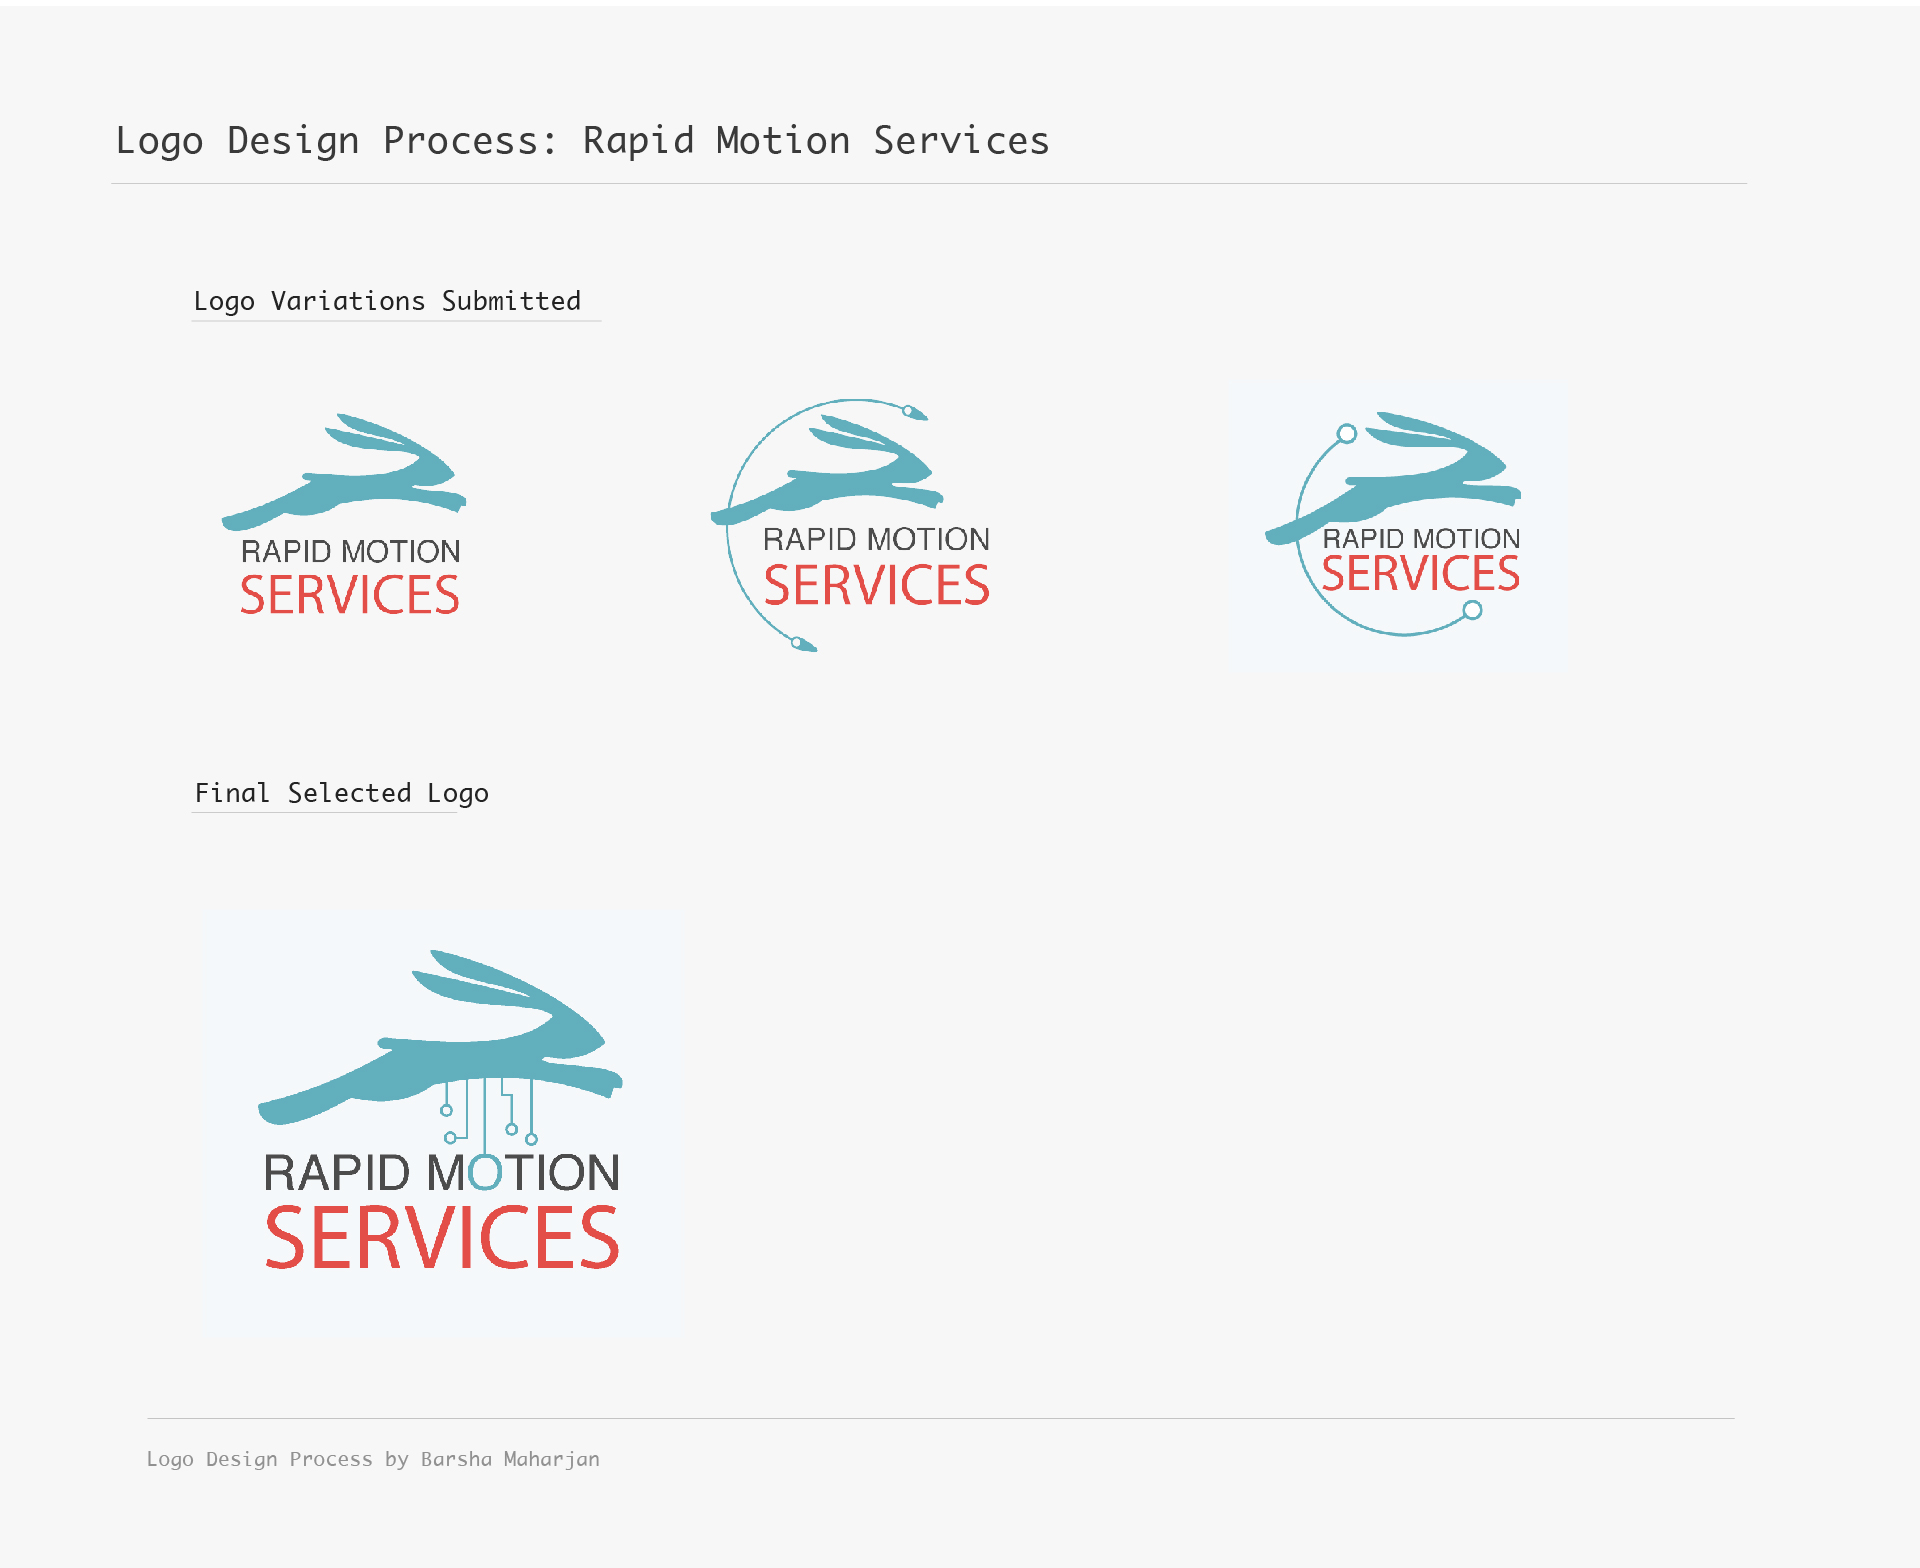 Logo Design Process: Rapid Motion Services
Logo Variations Submitted
RAPID MOTION
SERVICES
RAPID MOTION
SERVICES
RAPID MOTION
SERVICES
Final Selected Logo
RAPID MOTION
SERVICES
Logo Design Process by Barsha Maharjan